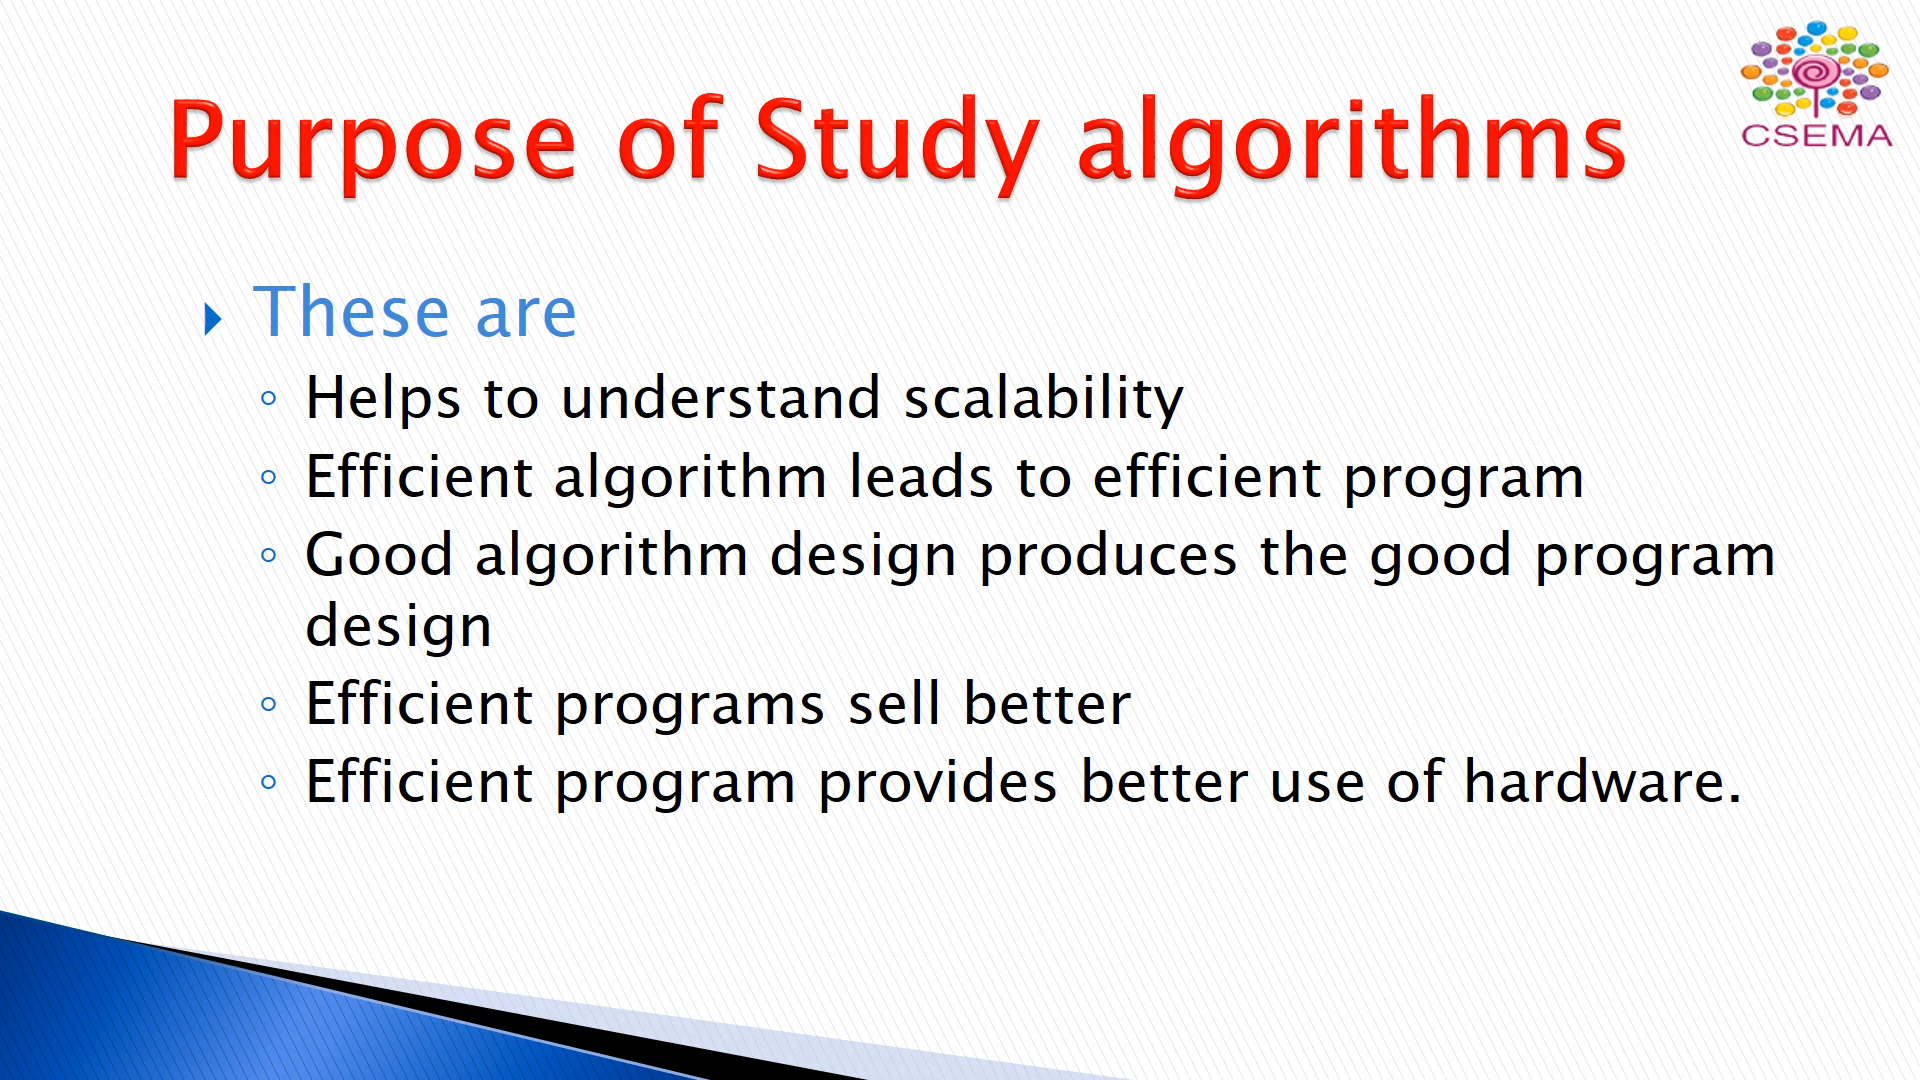 CSEMA
Purpose of Study algorithms
These are
Helps to understand scalability
Efficient algorithm leads to efficient program
Good algorithm design produces the good program
design
Efficient programs sell better
Efficient program provides better use of hardware.